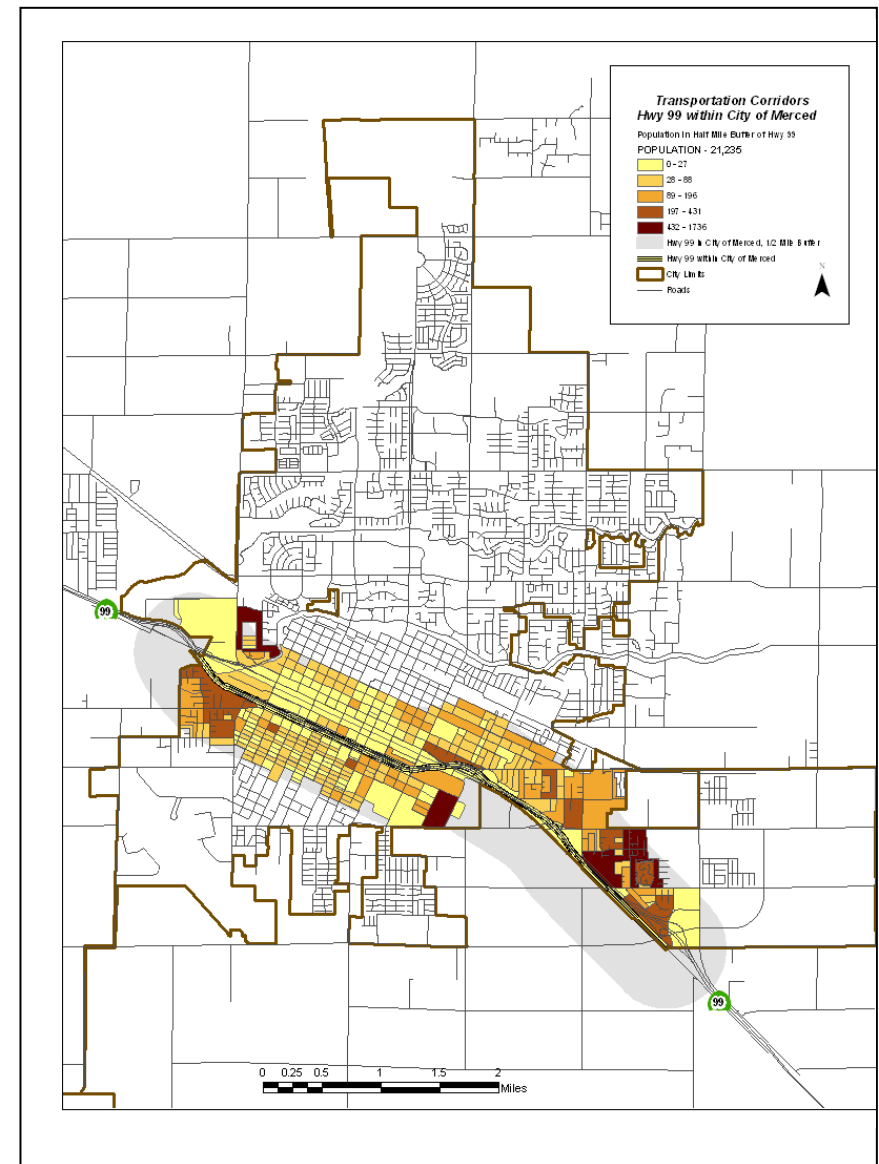 Transportation Corridors
Hwy 99 within City of Merced
Population in Half Mile Buffer of Hwy 99
POPULATION - 21,235
0 - 27
28 - 88
89 - 196
197 - 431
432 - 1736
Hwy 99 in City of Merced, 1/2 Mile Buffer
Hwy 99 within City of Merced
City Limits
Roads
N
99
99
0 0.25 0.5 1 1.5 2
Miles